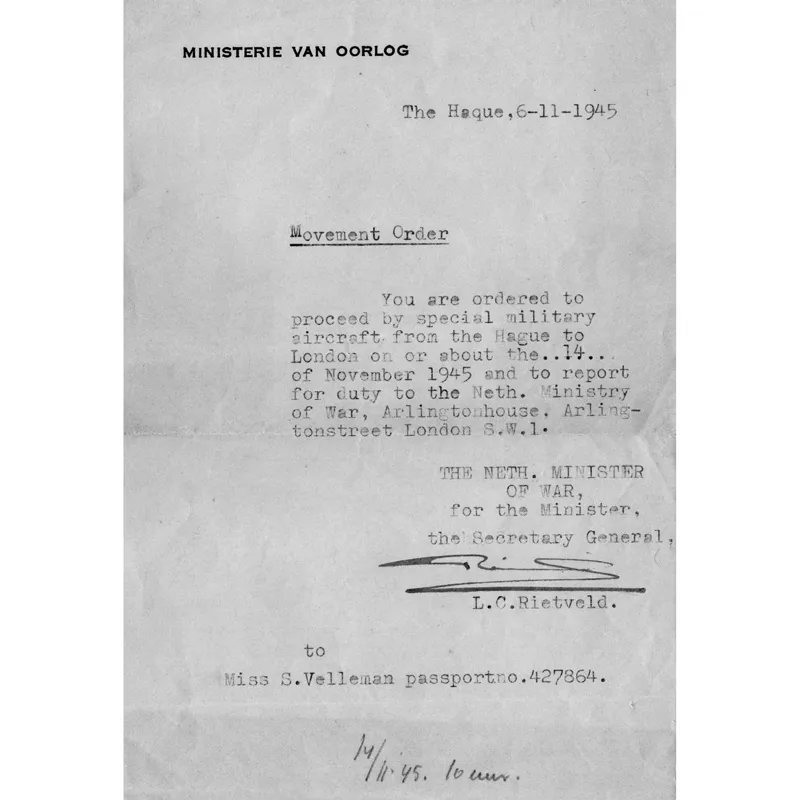 MINISTERIE VAN OORLOG
The Haque,6-11-1945
Movement Order
You are ordered to
proceed by special military
aircraft from the Hague to
London on or about the..14...
of November 1945 and to report
for duty to the Neth. Ministry
of War, Arlingtonhouse. Arling-
tonstreet London S.W.1.
THE NETH. MINISTER
OF WAR,
for the Minister,
the Secretary General,
L.C.Rietveld.
to
Miss S.Velleman passportno.427864.
14/11.45. 10 uur.